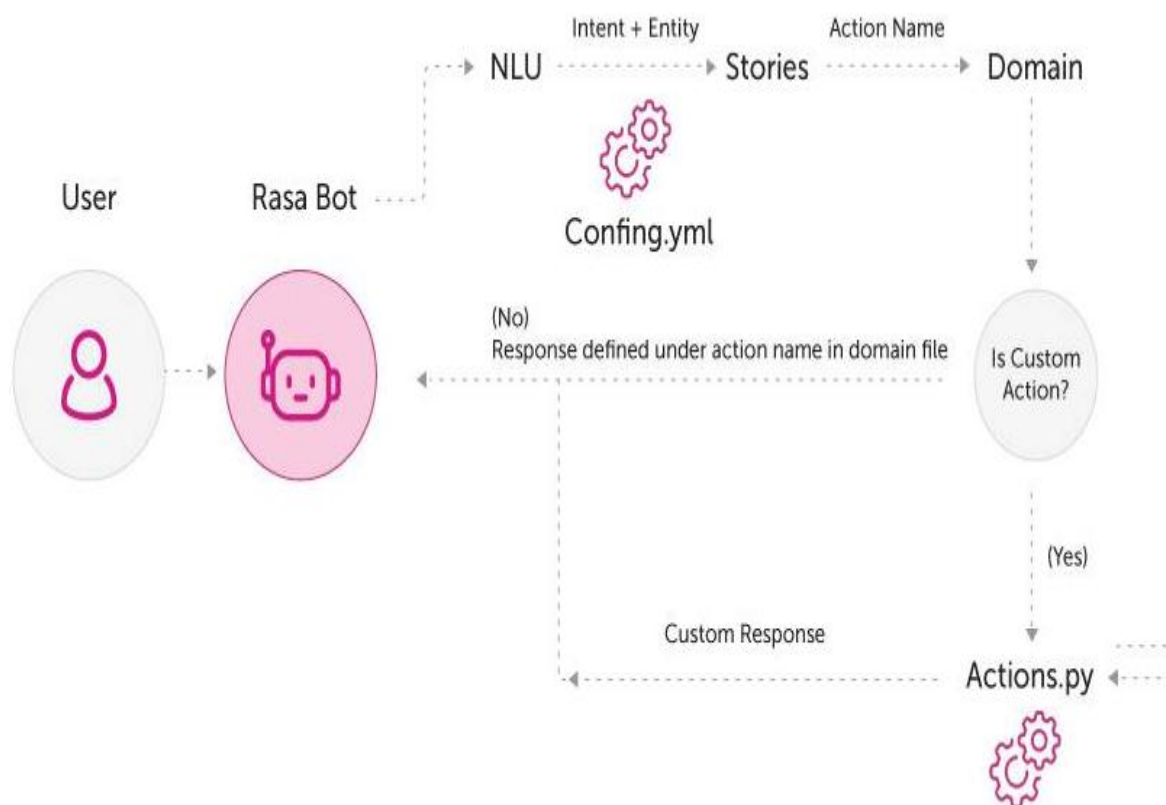 Intent + Entity
Action Name
NLU
Stories
Domain
User
Rasa Bot
Confing.yml
(No)
Response defined under action name in domain file
Is Custom
Action?
(Yes)
Custom Response
Actions.py